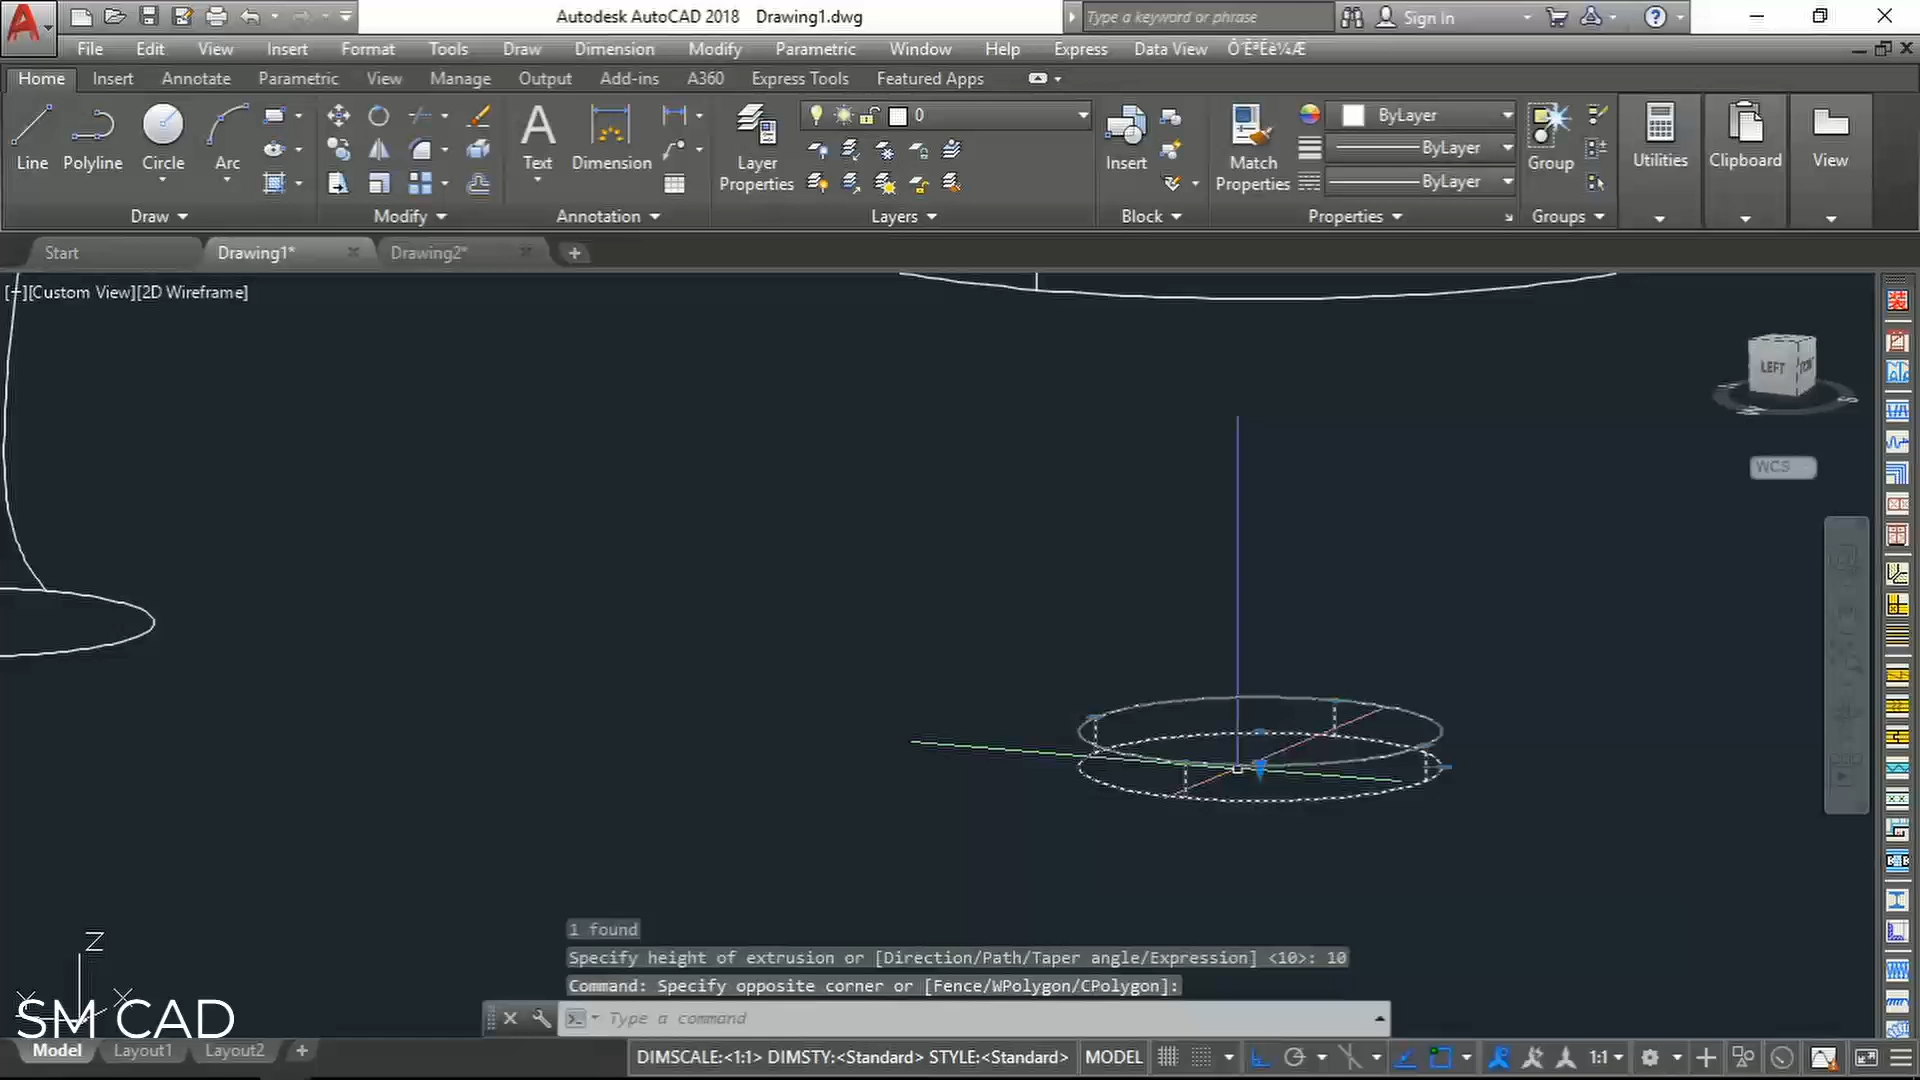 Autodesk AutoCAD 2018 Drawing1.dwg
Type a keyword or phrase
Sign In
File Edit View Insert Format Tools Draw Dimension Modify Parametric Window Help Express Data View Ô´ÈªÉè¼Æ
Home Insert Annotate Parametric View Manage Output Add-ins A360 Express Tools Featured Apps
0
ByLayer
ByLayer
ByLayer
Line Polyline Circle Arc
Text Dimension
Layer Properties
Insert
Match Properties
Group
Utilities Clipboard View
Draw Modify Annotation Layers Block Properties Groups
Start Drawing1* Drawing2*
[−][Custom View][2D Wireframe]
装
LEFT
WCS
Z
1 found
Specify height of extrusion or [Direction/Path/Taper angle/Expression] <10>: 10
Command: Specify opposite corner or [Fence/WPolygon/CPolygon]:
Type a command
X
SM CAD
Model Layout1 Layout2
DIMSCALE:<1:1> DIMSTY:<Standard> STYLE:<Standard>
MODEL
1:1